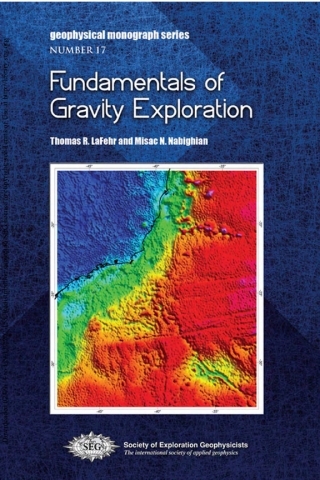 geophysical monograph series
NUMBER 17
Fundamentals of
Gravity Exploration
Thomas R. LaFehr and Misac N. Nabighian
SEG
Society of Exploration Geophysicists
The international society of applied geophysics